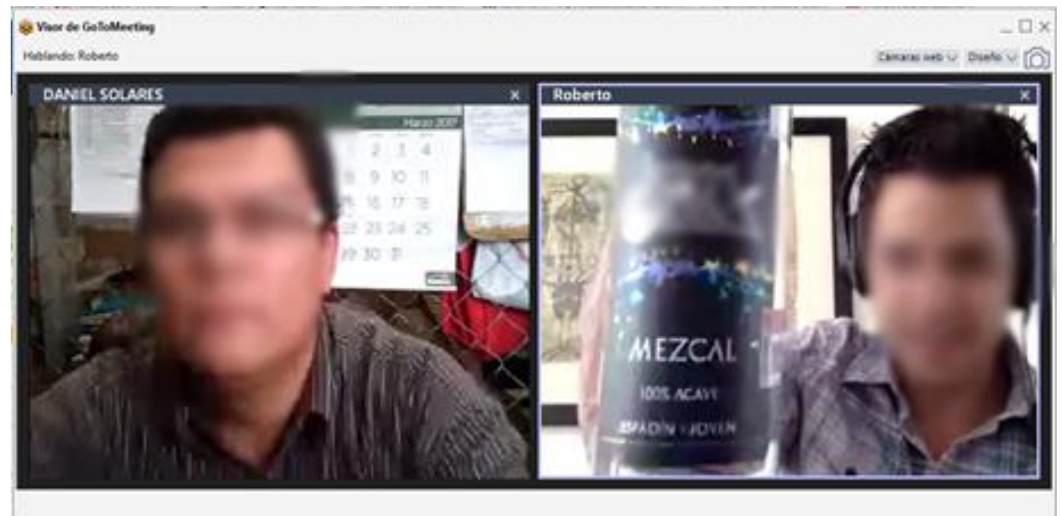 Visor de GoToMeeting
Hablando: Roberto
Cámaras web
Diseño
DANIEL SOLARES
Roberto
Marzo 2017
2 3 4
8 9 10 11
15 16 17 18
22 23 24 25
29 30 31
MEZCAL
100% AGAVE
JOVEN